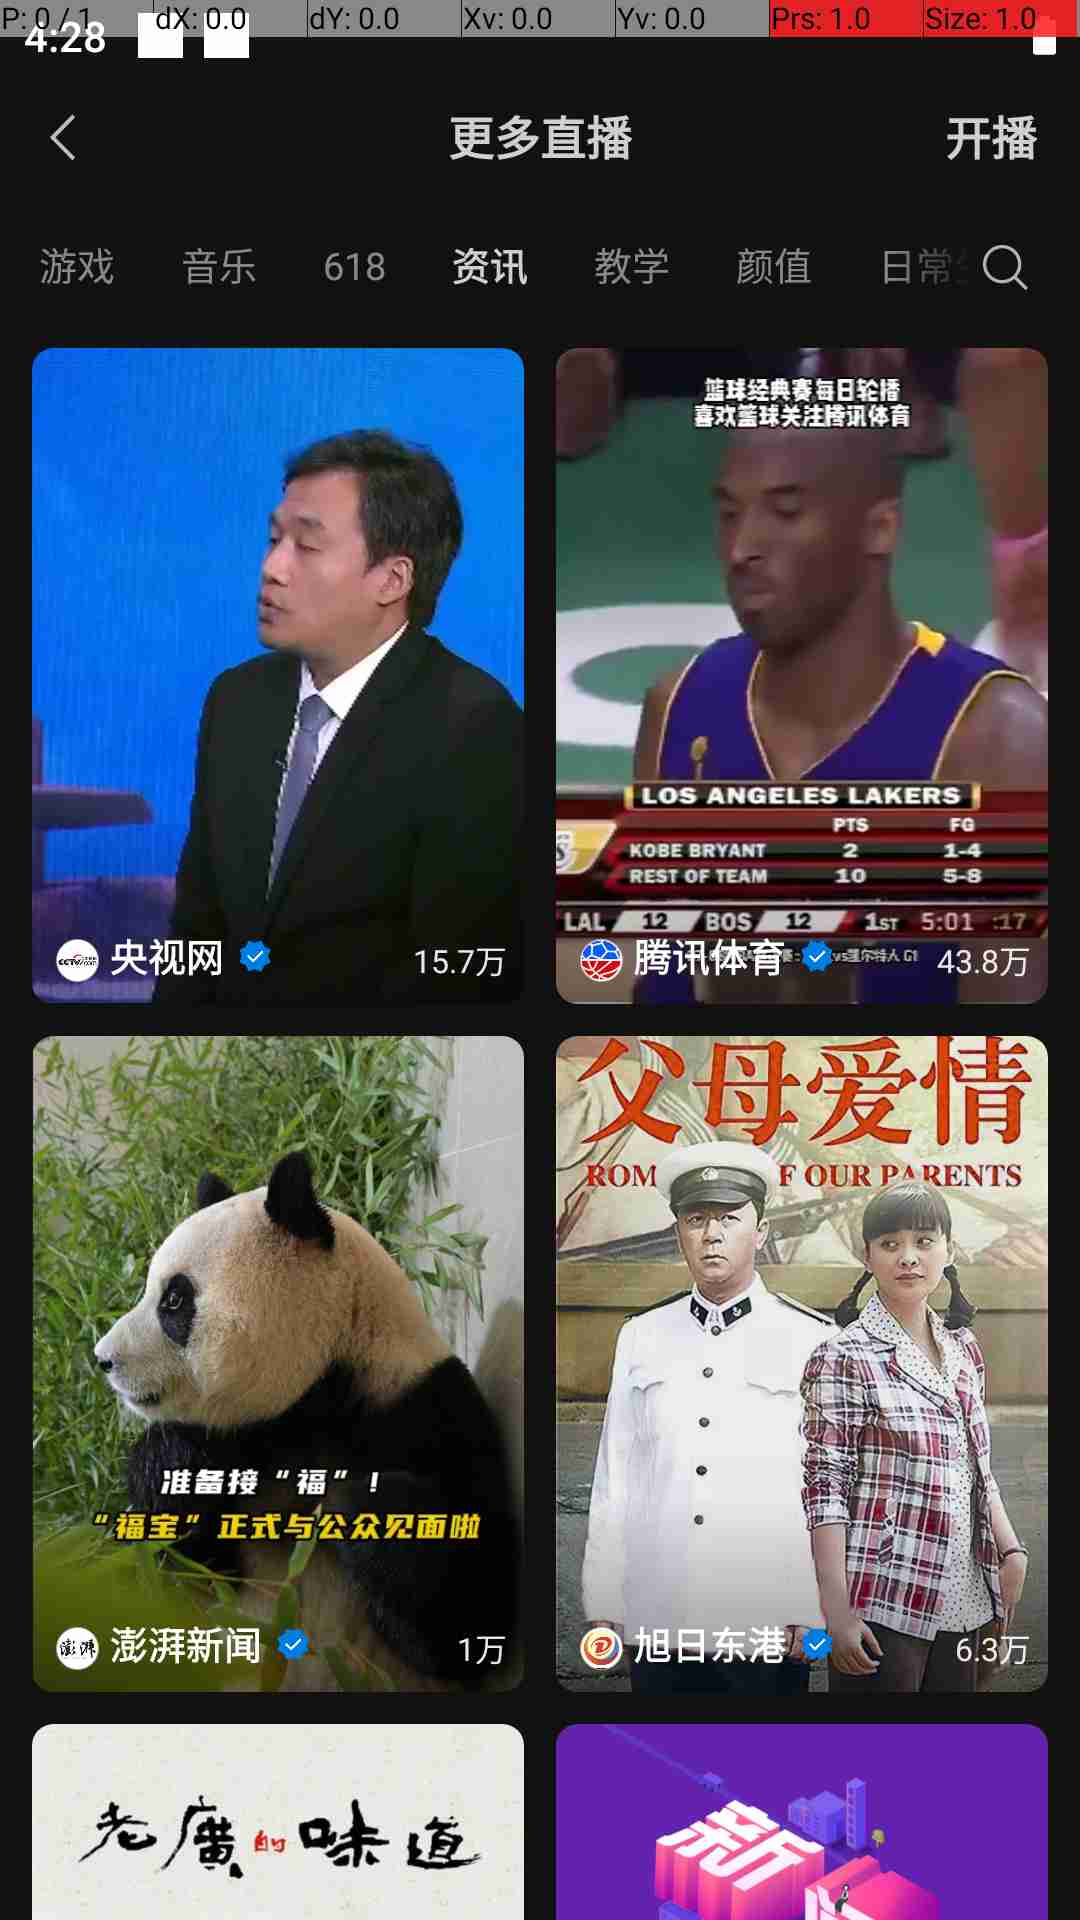 P: 0 / 1
dX: 0.0
dY: 0.0
Xv: 0.0
Yv: 0.0
Prs: 1.0
Size: 1.0
4:28
更多直播
开播
游戏
音乐
618
资讯
教学
颜值
日常
篮球经典赛每日轮播
喜欢篮球关注腾讯体育
LOS ANGELES LAKERS
PTS FG
KOBE BRYANT 2 1-4
REST OF TEAM 10 5-8
LAL 12 BOS 12 1ST 5:01 :17
央视网
15.7万
腾讯体育
43.8万
准备接“福”！
“福宝”正式与公众见面啦
澎湃
澎湃新闻
1万
父母爱情
ROM F OUR PARENTS
旭日东港
6.3万
老廣的味道
新